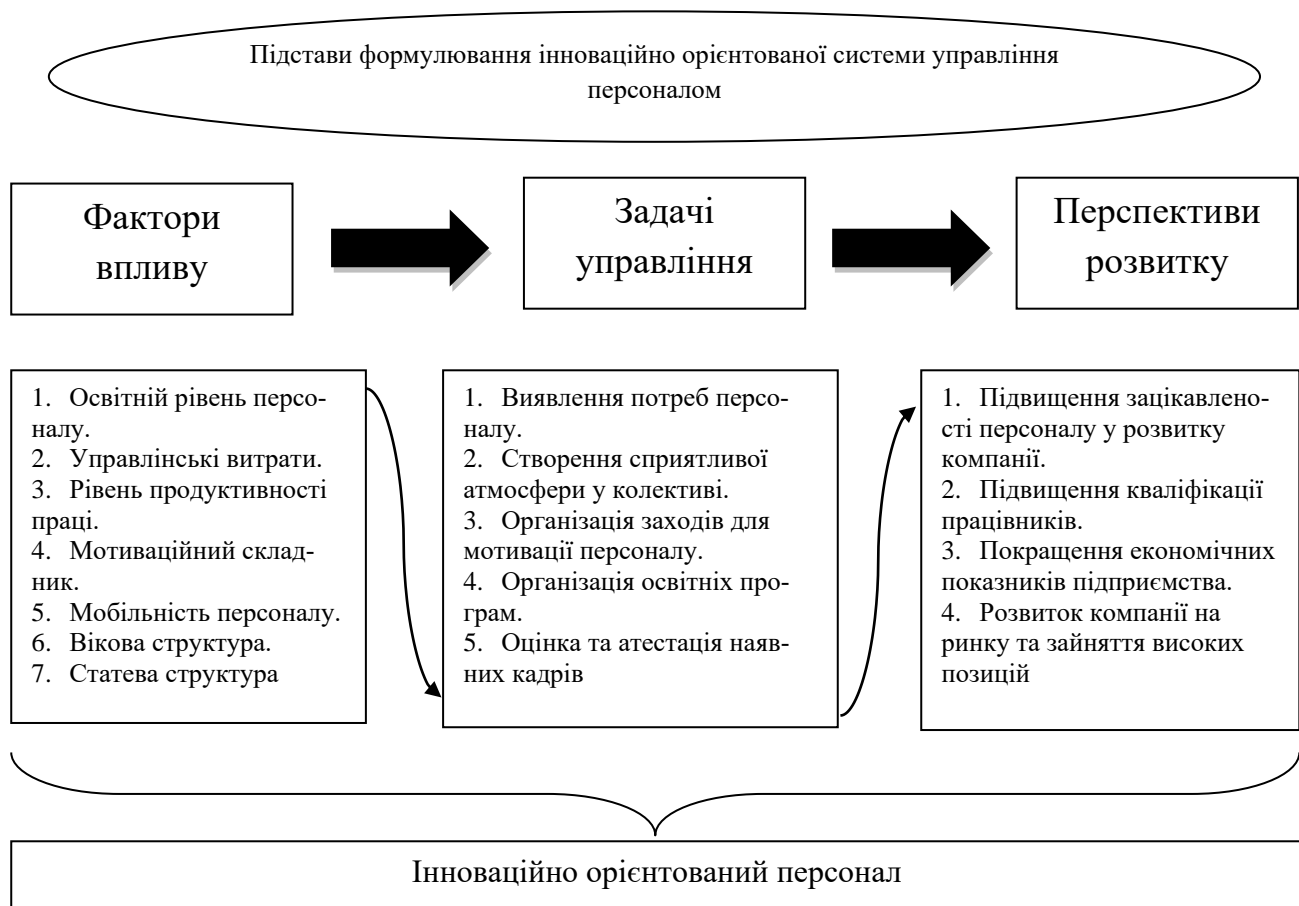 Підстави формулювання інноваційно орієнтованої системи управління
персоналом
Фактори
впливу
Задачі
управління
Перспективи
розвитку
1. Освітній рівень персо-
налу.
2. Управлінські витрати.
3. Рівень продуктивності
праці.
4. Мотиваційний склад-
ник.
5. Мобільність персоналу.
6. Вікова структура.
7. Статева структура
1. Виявлення потреб персо-
налу.
2. Створення сприятливої
атмосфери у колективі.
3. Організація заходів для
мотивації персоналу.
4. Організація освітніх про-
грам.
5. Оцінка та атестація наяв-
них кадрів
1. Підвищення зацікавлено-
сті персоналу у розвитку
компанії.
2. Підвищення кваліфікації
працівників.
3. Покращення економічних
показників підприємства.
4. Розвиток компанії на
ринку та зайняття високих
позицій
Інноваційно орієнтований персонал